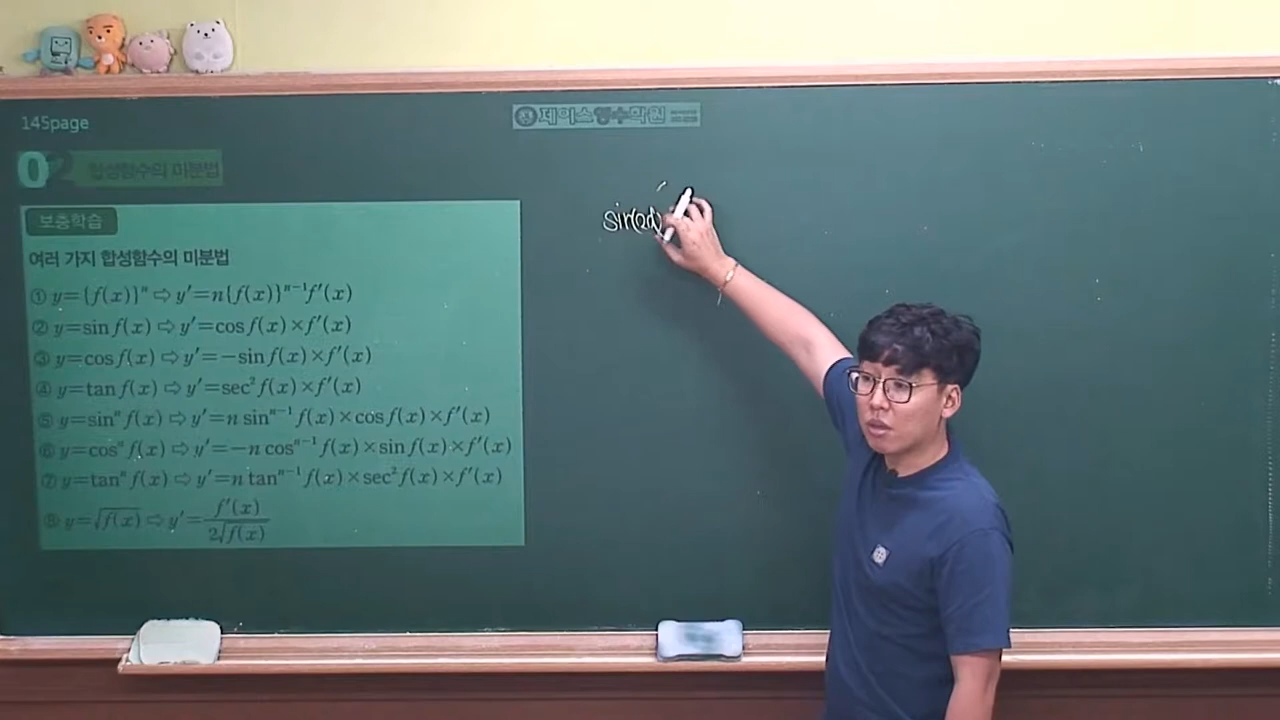 145page
제이스영수학원
02 합성함수의 미분법
보충학습
여러 가지 합성함수의 미분법
① y={f(x)}ⁿ ⇨ y′=n{f(x)}ⁿ⁻¹f′(x)
② y=sin f(x) ⇨ y′=cos f(x)×f′(x)
③ y=cos f(x) ⇨ y′=−sin f(x)×f′(x)
④ y=tan f(x) ⇨ y′=sec² f(x)×f′(x)
⑤ y=sinⁿ f(x) ⇨ y′=n sinⁿ⁻¹ f(x)×cos f(x)×f′(x)
⑥ y=cosⁿ f(x) ⇨ y′=−n cosⁿ⁻¹ f(x)×sin f(x)×f′(x)
⑦ y=tanⁿ f(x) ⇨ y′=n tanⁿ⁻¹ f(x)×sec² f(x)×f′(x)
⑧ y=√f(x) ⇨ y′=f′(x)/2√f(x)